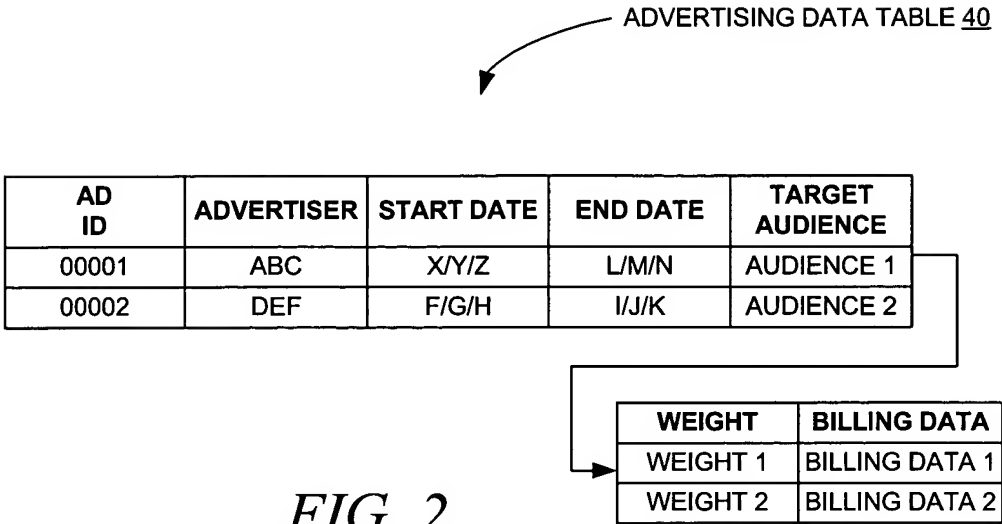 ADVERTISING DATA TABLE 40
AD ID ADVERTISER START DATE END DATE TARGET AUDIENCE
00001 ABC X/Y/Z L/M/N AUDIENCE 1
00002 DEF F/G/H I/J/K AUDIENCE 2
WEIGHT BILLING DATA
WEIGHT 1 BILLING DATA 1
WEIGHT 2 BILLING DATA 2
FIG. 2